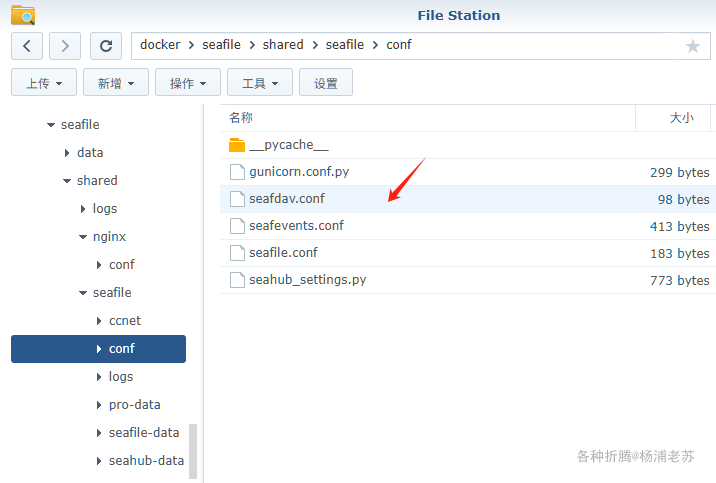 File Station
docker > seafile > shared > seafile > conf
上传 新增 操作 工具 设置
seafile
data
shared
logs
nginx
conf
seafile
ccnet
conf
logs
pro-data
seafile-data
seahub-data
名称 大小
__pycache__
gunicorn.conf.py 299 bytes
seafdav.conf 98 bytes
seafevents.conf 413 bytes
seafile.conf 183 bytes
seahub_settings.py 773 bytes
各种折腾@杨浦老苏